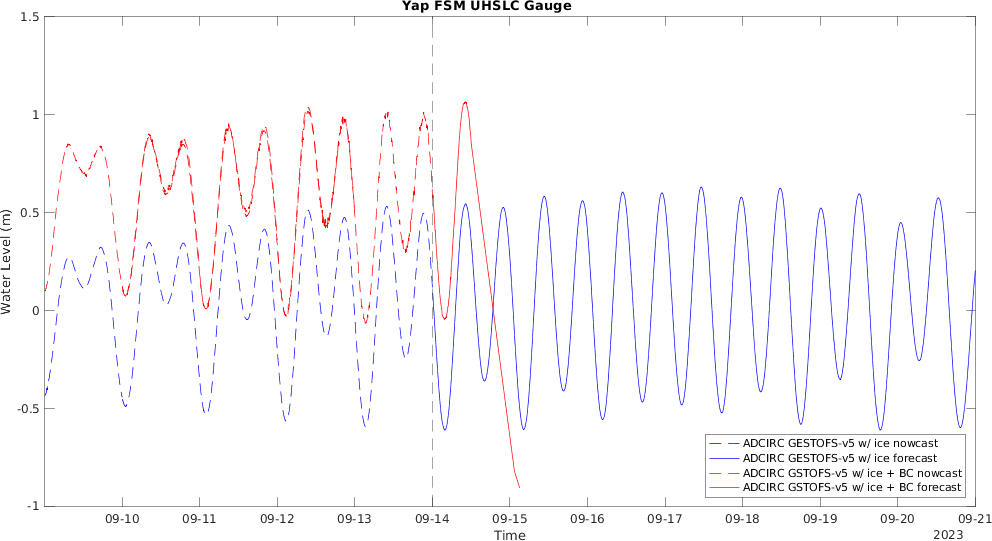 Yap FSM UHSLC Gauge
1.5
1
0.5
0
-0.5
-1
Water Level (m)
09-10
09-11
09-12
09-13
09-14
09-15
09-16
09-17
09-18
09-19
09-20
09-21
Time
2023
ADCIRC GESTOFS-v5 w/ ice nowcast
ADCIRC GESTOFS-v5 w/ ice forecast
ADCIRC GSTOFS-v5 w/ ice + BC nowcast
ADCIRC GSTOFS-v5 w/ ice + BC forecast